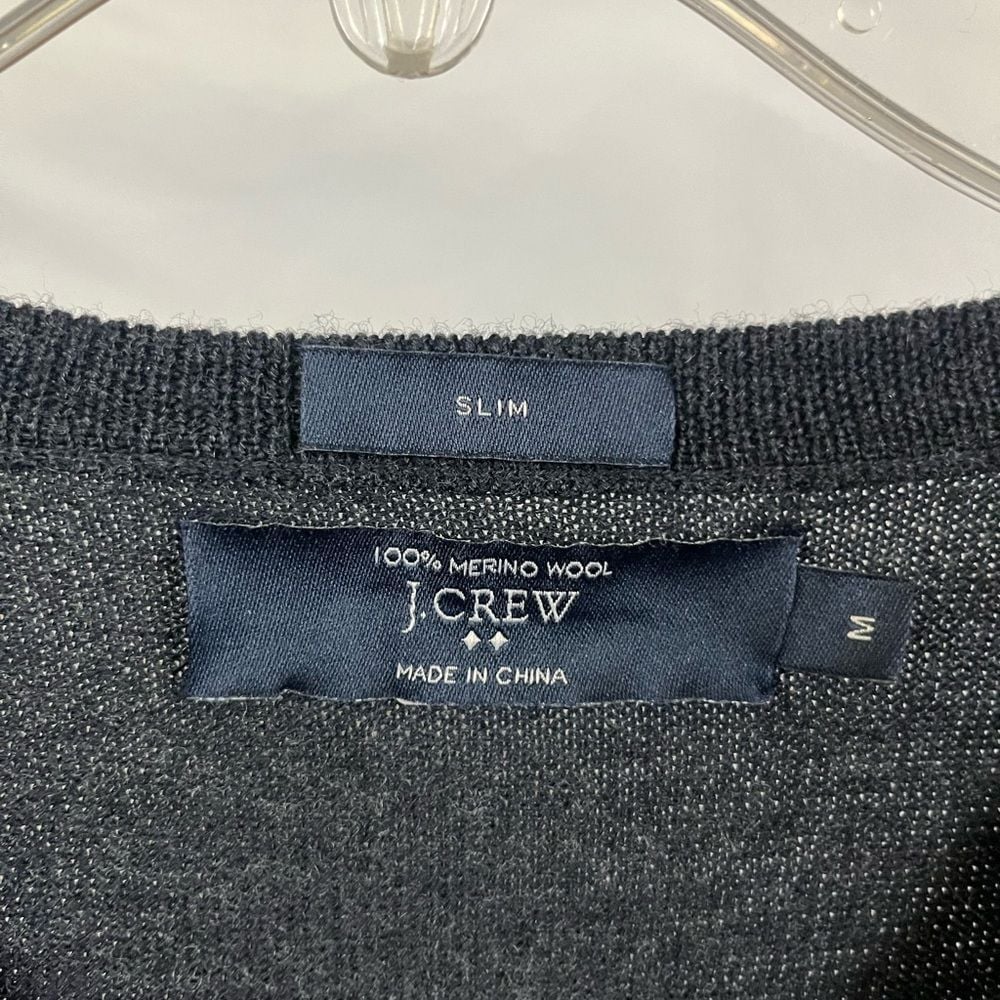 SLIM
100% MERINO WOOL
J.CREW
MADE IN CHINA
M